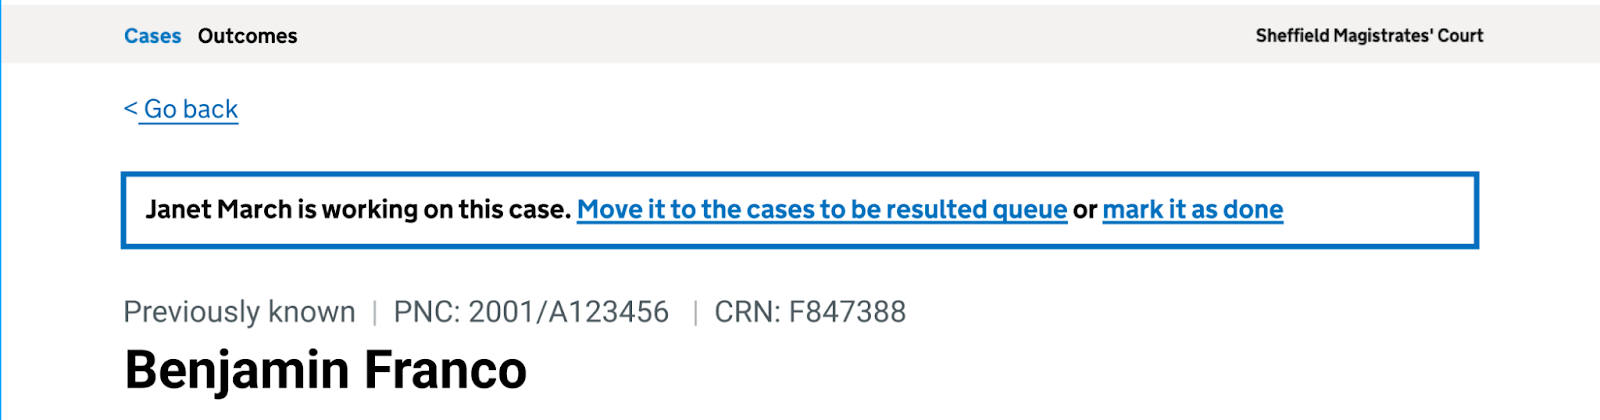 Cases Outcomes Sheffield Magistrates' Court
< Go back
Janet March is working on this case. Move it to the cases to be resulted queue or mark it as done
Previously known | PNC: 2001/A123456 | CRN: F847388
Benjamin Franco